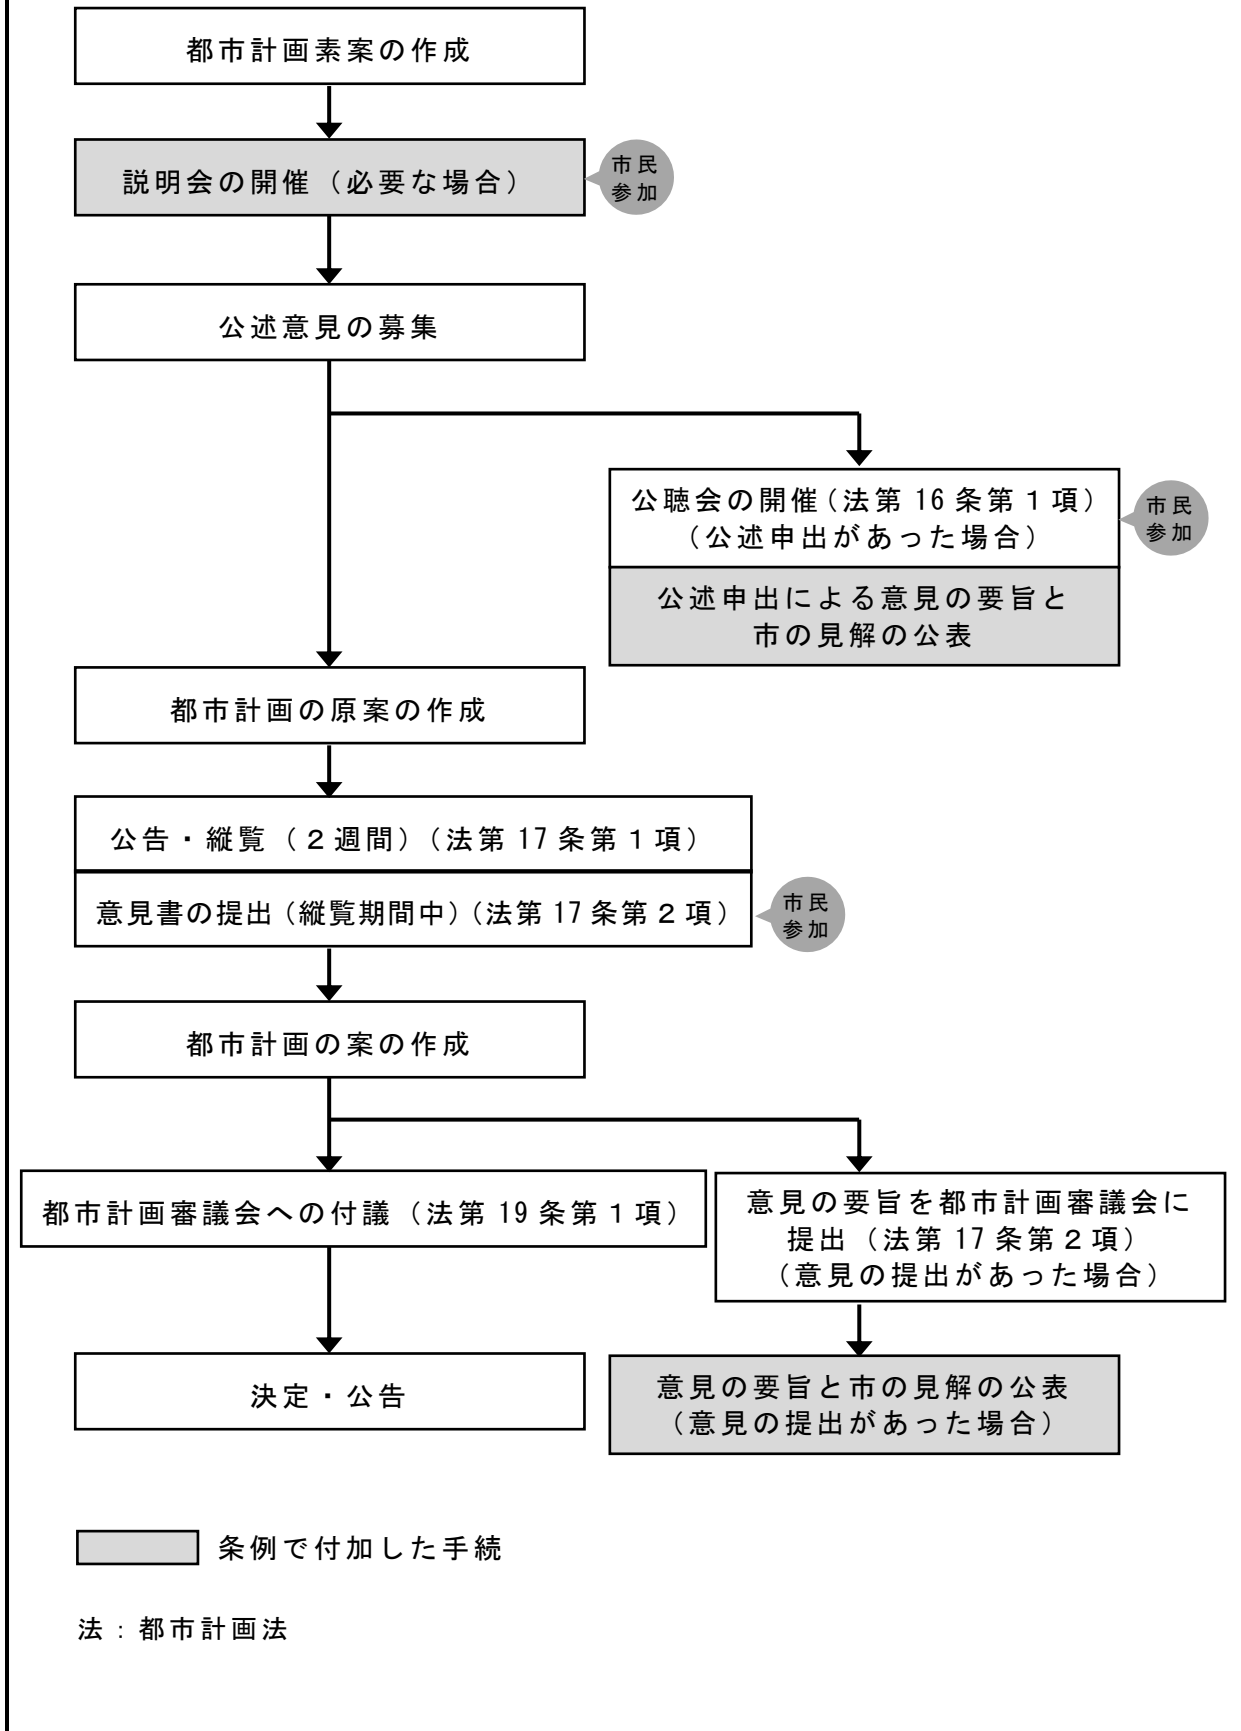 都市計画素案の作成
説明会の開催（必要な場合）
市民
参加
公述意見の募集
公聴会の開催（法第16条第１項）
（公述申出があった場合）
市民
参加
公述申出による意見の要旨と
市の見解の公表
都市計画の原案の作成
公告・縦覧（２週間）（法第17条第１項）
意見書の提出（縦覧期間中）（法第17条第２項）
市民
参加
都市計画の案の作成
都市計画審議会への付議（法第19条第１項）
意見の要旨を都市計画審議会に
提出（法第17条第２項）
（意見の提出があった場合）
決定・公告
意見の要旨と市の見解の公表
（意見の提出があった場合）
条例で付加した手続
法：都市計画法